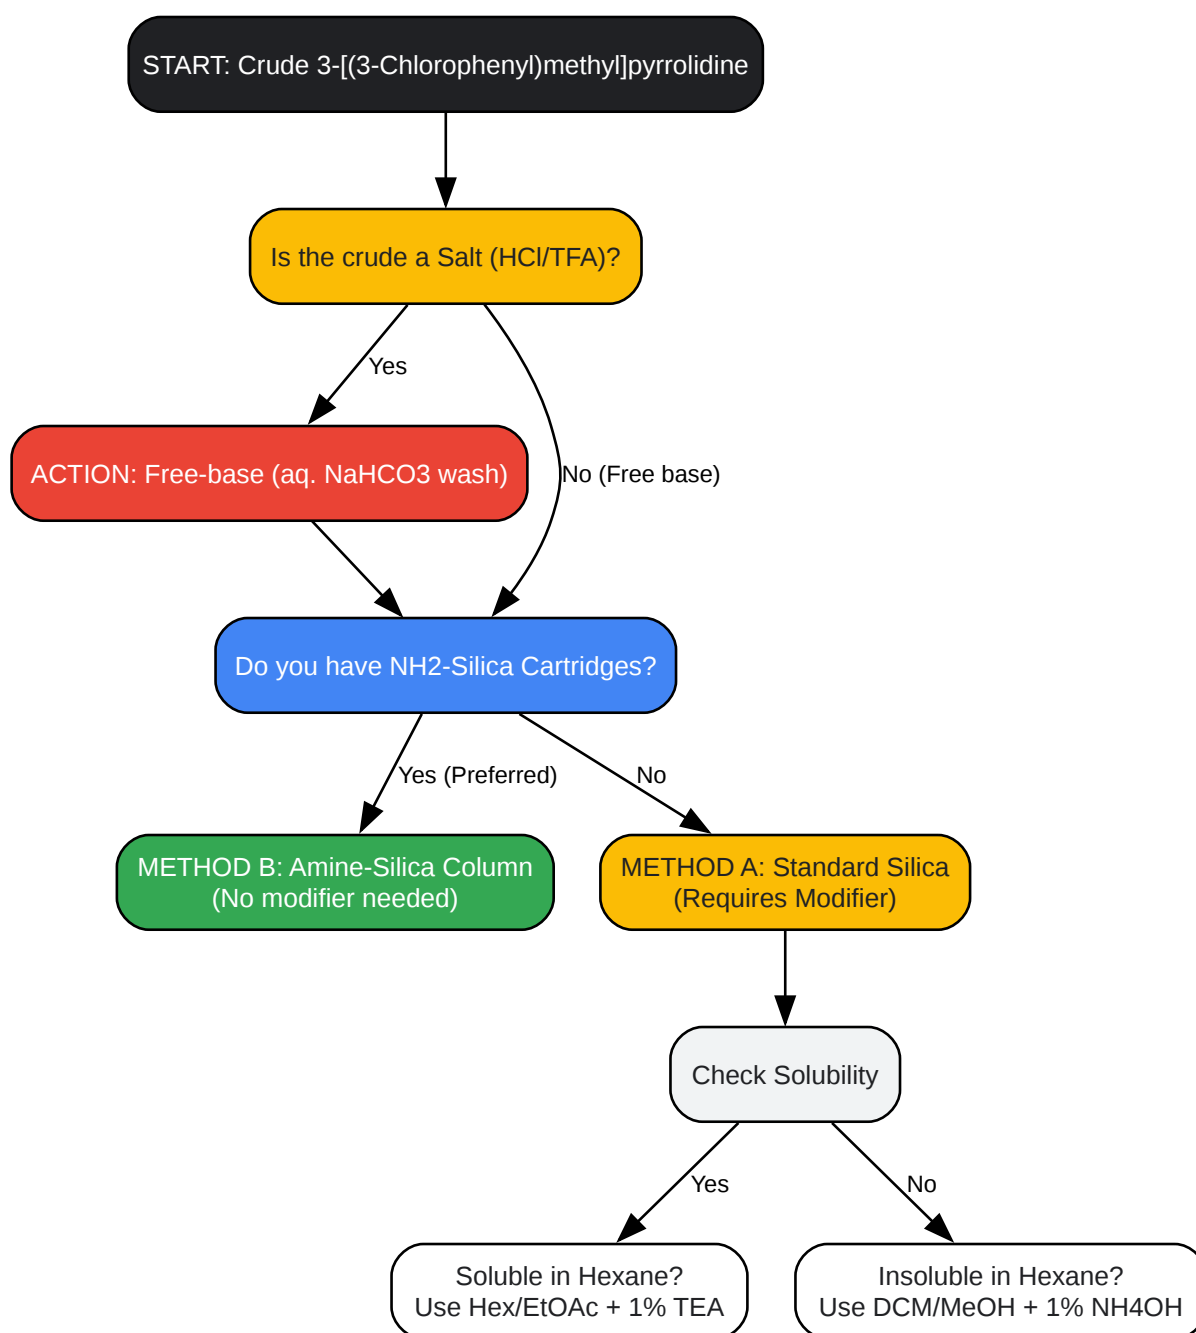 START: Crude 3-[(3-Chlorophenyl)methyl]pyrrolidine
Is the crude a Salt (HCl/TFA)?
Yes
ACTION: Free-base (aq. NaHCO3 wash)
No (Free base)
Do you have NH2-Silica Cartridges?
Yes (Preferred)
No
METHOD B: Amine-Silica Column
(No modifier needed)
METHOD A: Standard Silica
(Requires Modifier)
Check Solubility
Yes
No
Soluble in Hexane?
Use Hex/EtOAc + 1% TEA
Insoluble in Hexane?
Use DCM/MeOH + 1% NH4OH